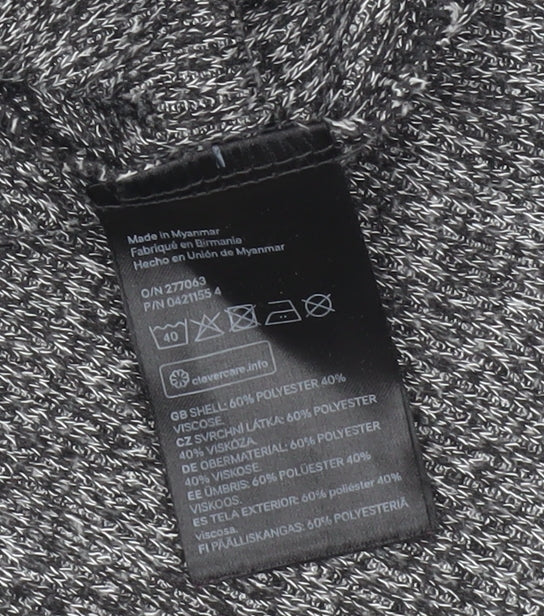 Made in Myanmar
Fabriqué en Birmanie
Hecho en Unión de Myanmar
O/N 277063
P/N 0421155 4
40
clevercare.info
GB SHELL: 60% POLYESTER 40%
VISCOSE.
CZ SVRCHNÍ LÁTKA: 60% POLYESTER
40% VISKÓZA.
DE OBERMATERIAL: 60% POLYESTER
40% VISKOSE.
EE ÜMBRIS: 60% POLÜESTER 40%
VISKOOS.
ES TELA EXTERIOR: 60% poliéster 40%
viscosa.
FI PÄÄLLISKANGAS: 60% POLYESTERIÄ